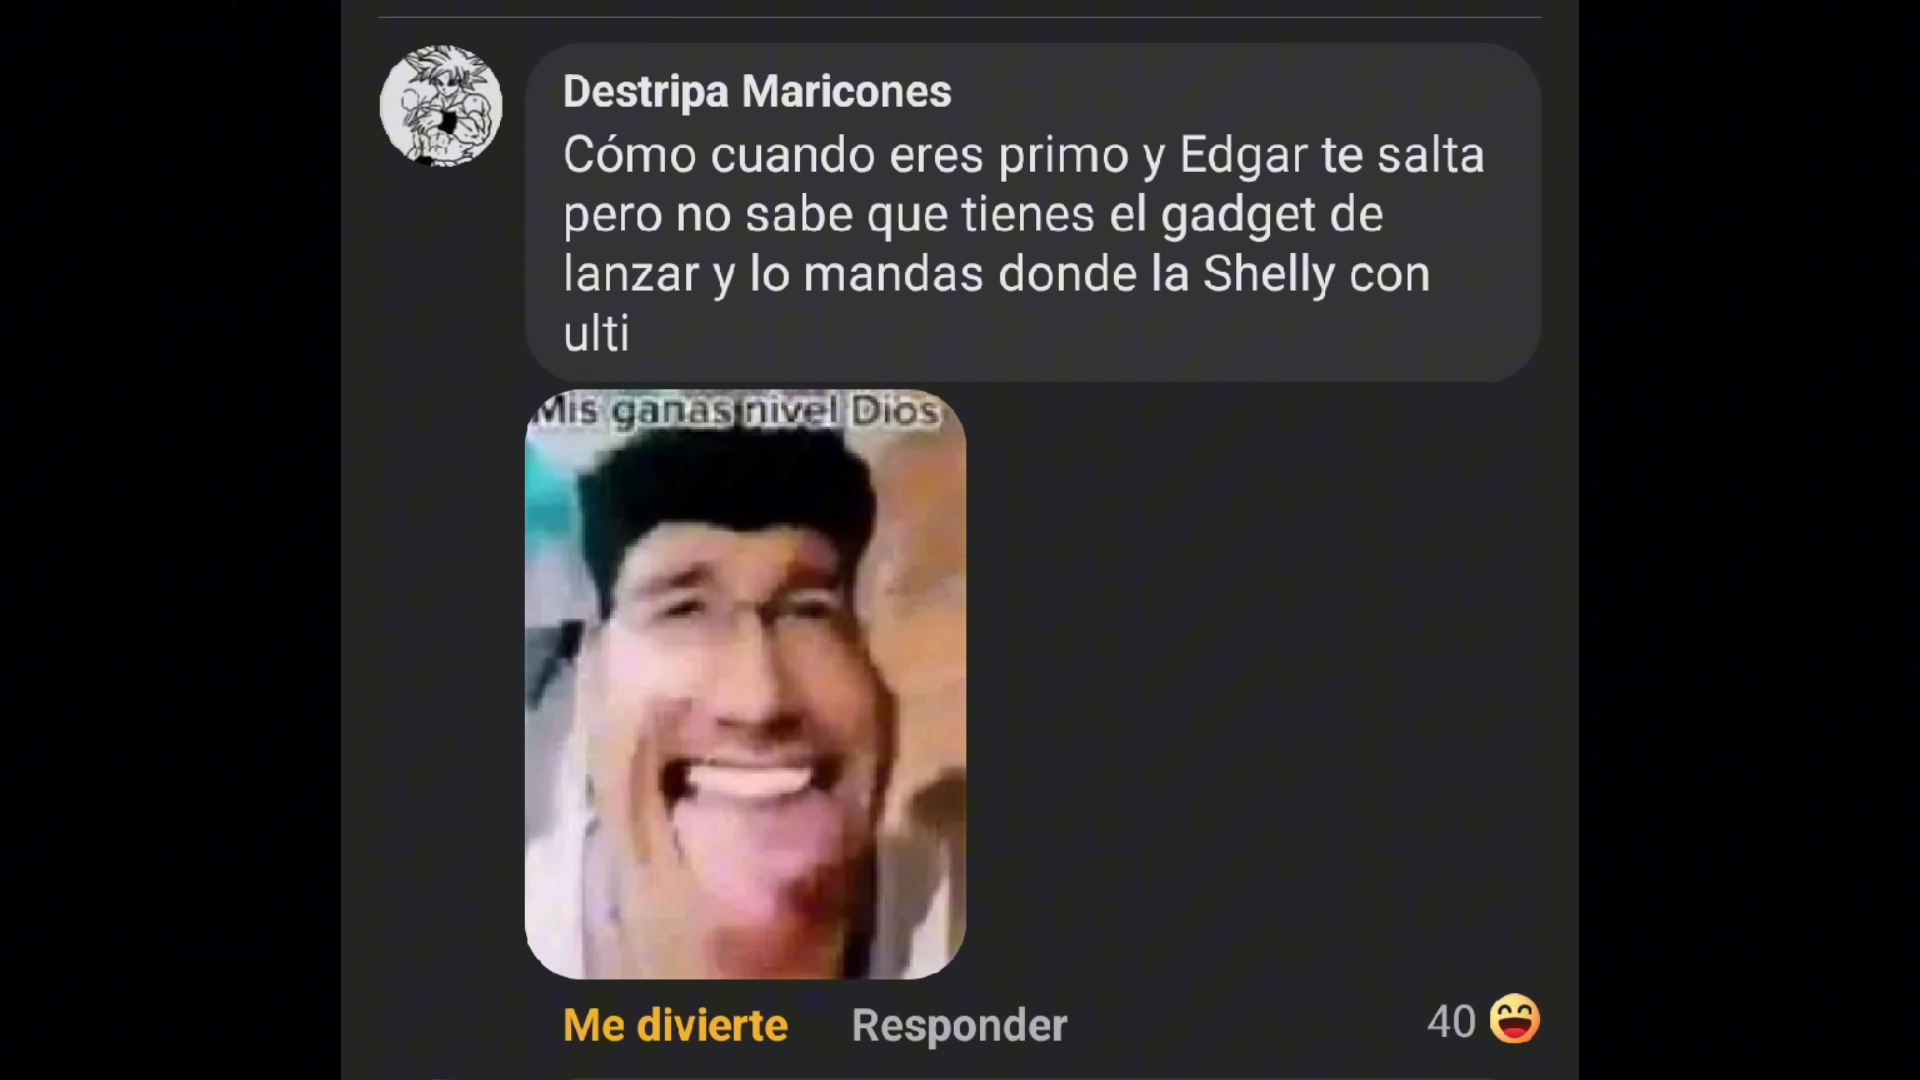 Destripa Maricones
Cómo cuando eres primo y Edgar te salta
pero no sabe que tienes el gadget de
lanzar y lo mandas donde la Shelly con
ulti
Mis ganas nivel Dios
Me divierte
Responder
40